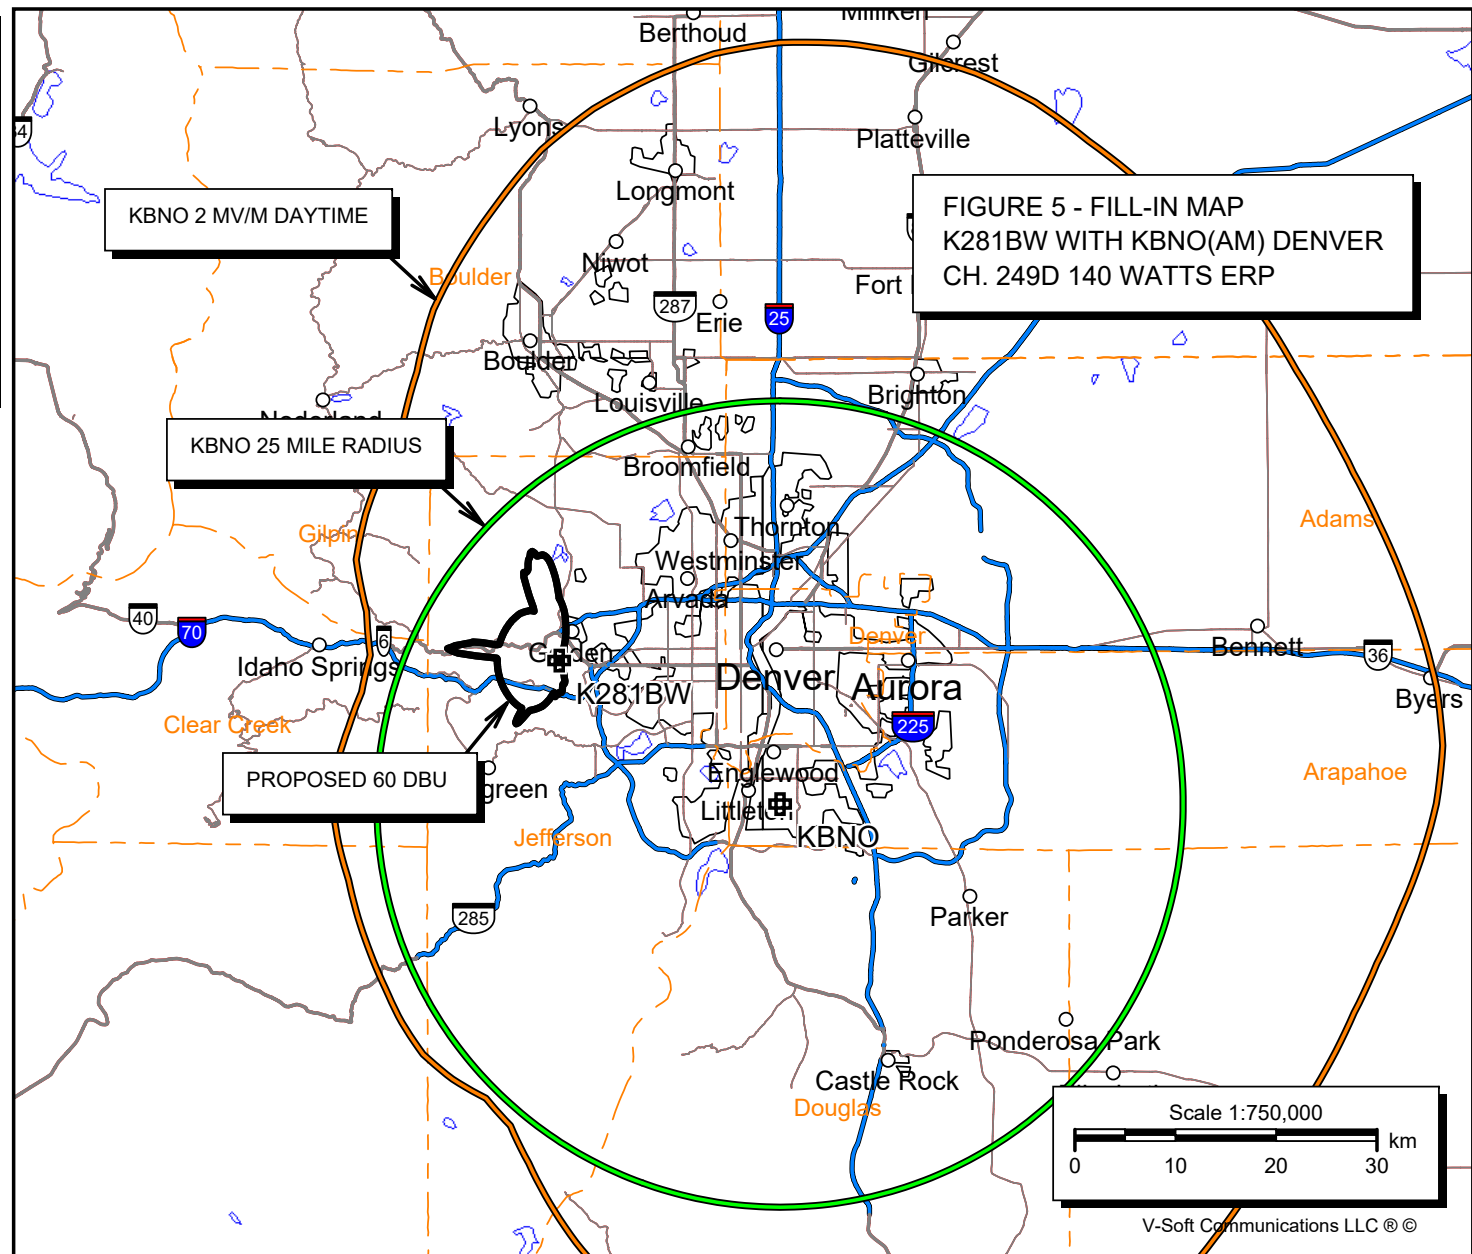 Berthoud
Gilcrest
Lyons
Platteville
Longmont
KBNO 2 MV/M DAYTIME
FIGURE 5 - FILL-IN MAP
K281BW WITH KBNO(AM) DENVER
CH. 249D 140 WATTS ERP
Niwot
Boulder
Fort
287
Erie
25
Boulder
Louisville
Brighton
KBNO 25 MILE RADIUS
Broomfield
Gilpin
Thornton
Adams
Westminster
Arvada
40
70
6
Idaho Springs
Golden
Denver
Bennett
36
K281BW
Denver
Aurora
Byers
Clear Creek
225
PROPOSED 60 DBU
green
Englewood
Arapahoe
Littleton
KBNO
Jefferson
285
Parker
Ponderosa Park
Castle Rock
Douglas
Scale 1:750,000
km
0 10 20 30
V-Soft Communications LLC ® ©